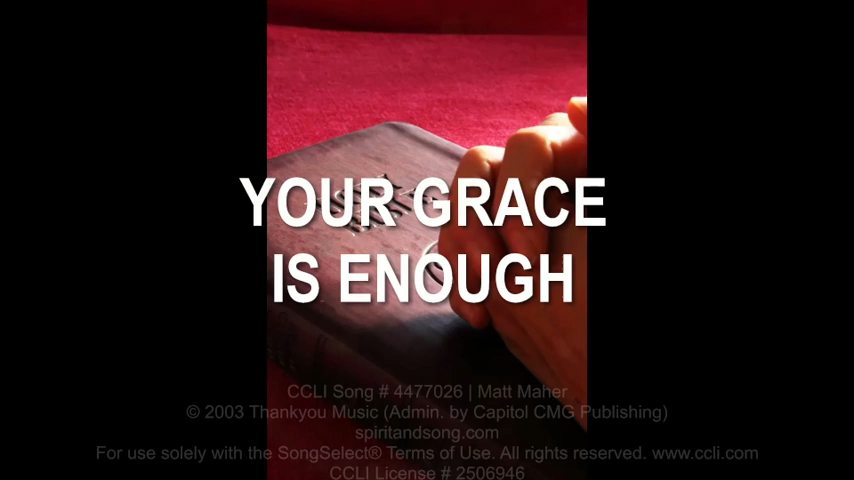 YOUR GRACE
IS ENOUGH
CCLI Song # 4477026 | Matt Maher
© 2003 Thankyou Music (Admin. by Capitol CMG Publishing)
spiritandsong.com
For use solely with the SongSelect® Terms of Use. All rights reserved. www.ccli.com
CCLI License # 2506946